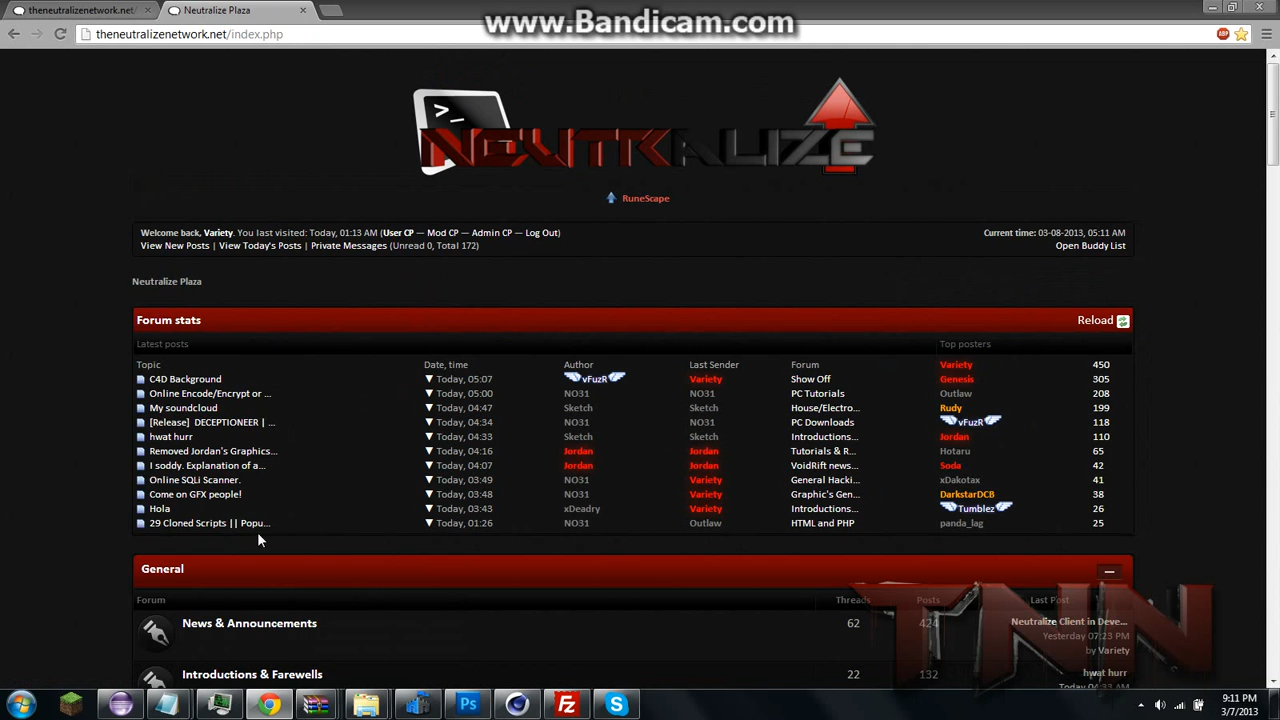 theneutralizenetwork.net/
Neutralize Plaza
www.Bandicam.com
theneutralizenetwork.net/index.php
ABP
>_
NEUTRALIZE
RuneScape
Welcome back, Variety. You last visited: Today, 01:13 AM (User CP — Mod CP — Admin CP — Log Out)
Current time: 03-08-2013, 05:11 AM
View New Posts | View Today's Posts | Private Messages (Unread 0, Total 172)
Open Buddy List
Neutralize Plaza
Forum stats
Reload
Latest posts
Top posters
Topic Date, time Author Last Sender Forum Variety 450
C4D Background Today, 05:07 vFuzR Variety Show Off Genesis 305
Online Encode/Encrypt or ... Today, 05:00 NO31 NO31 PC Tutorials Outlaw 208
My soundcloud Today, 04:47 Sketch Sketch House/Electro... Rudy 199
[Release] DECEPTIONEER | ... Today, 04:34 NO31 NO31 PC Downloads vFuzR 118
hwat hurr Today, 04:33 Sketch Sketch Introductions... Jordan 110
Removed Jordan's Graphics... Today, 04:16 Jordan Jordan Tutorials & R... Hotaru 65
I soddy. Explanation of a... Today, 04:07 Jordan Jordan VoidRift news... Soda 42
Online SQLi Scanner. Today, 03:50 NO31 Variety General Hacki... xDakotax 41
Come on GFX people! Today, 03:48 NO31 Variety Graphic's Gen... DarkstarDCB 38
Hola Today, 03:43 xDeadry Variety Introductions... Tumblez 26
29 Cloned Scripts || Popu... Today, 01:26 NO31 Outlaw HTML and PHP panda_lag 25
General
Forum Threads Posts Last Post
News & Announcements 62 424 Neutralize Client in Deve...
Yesterday 07:23 PM
by Variety
Introductions & Farewells 22 132 hwat hurr
Today 04:33 AM
TNN
Ps
Fz
S
9:11 PM
3/7/2013